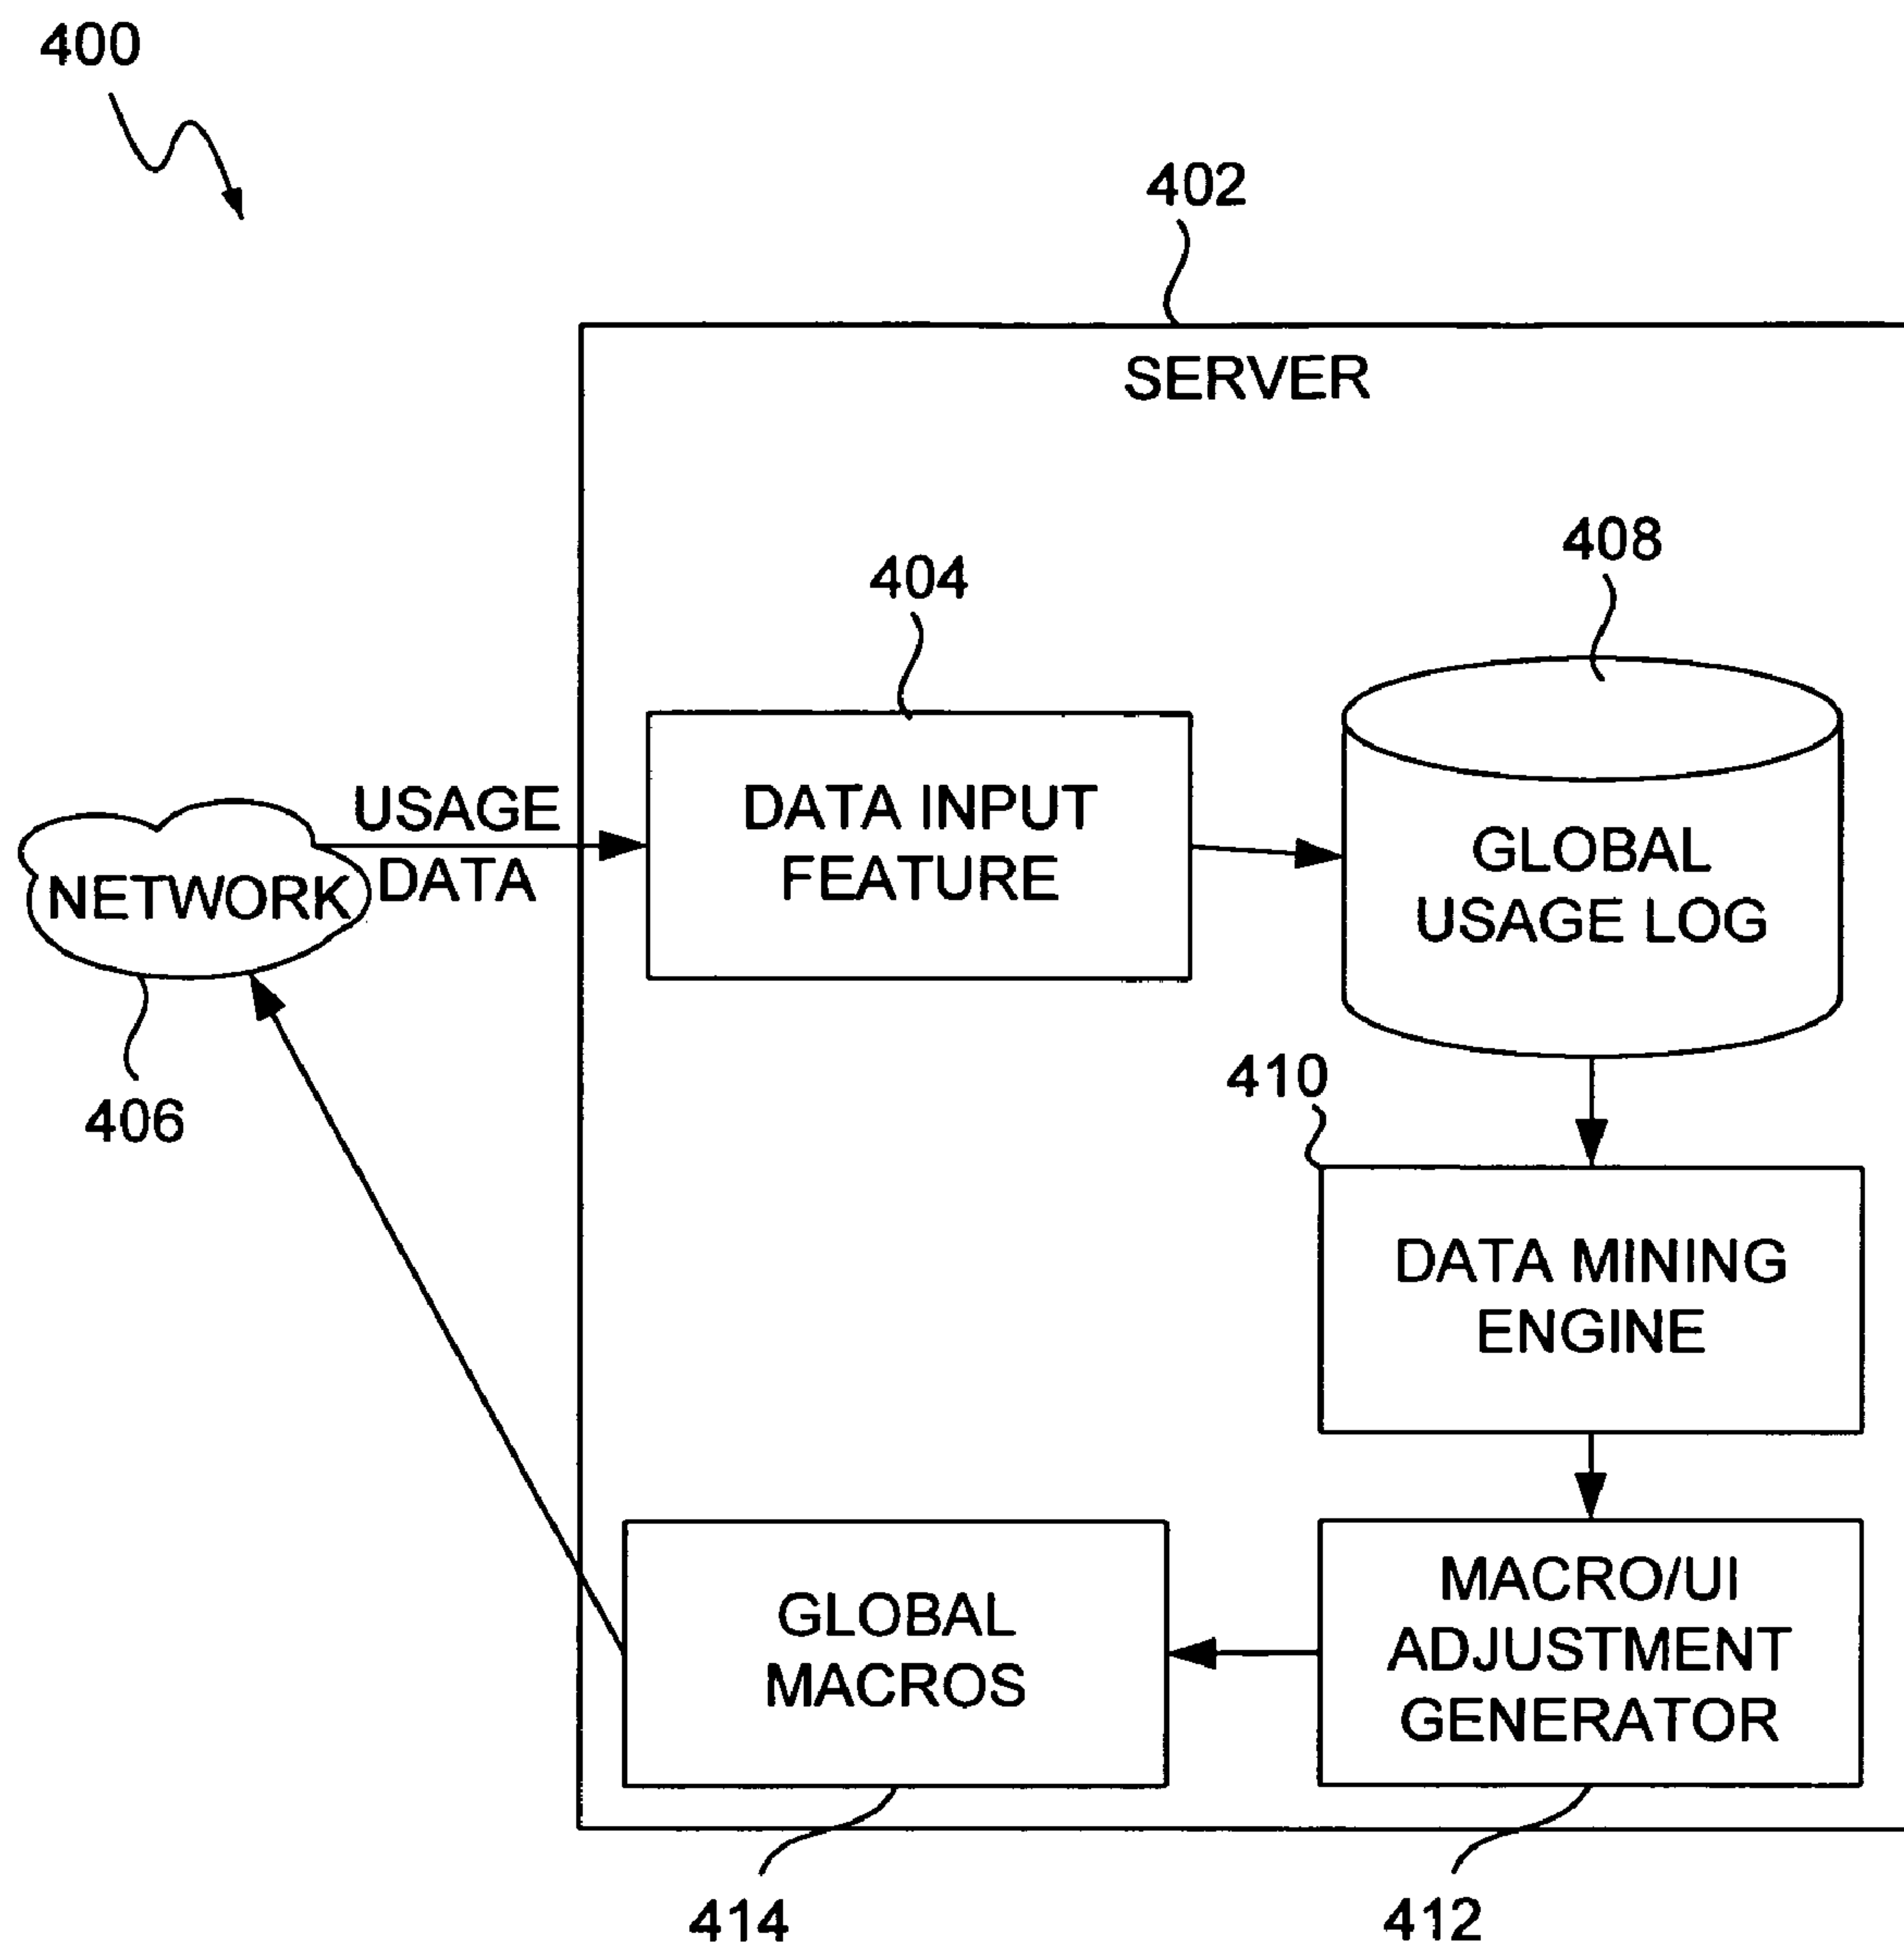 400
402
SERVER
404
408
DATA INPUT
FEATURE
USAGE
DATA
NETWORK
GLOBAL
USAGE LOG
406
410
DATA MINING
ENGINE
MACRO/UI
ADJUSTMENT
GENERATOR
GLOBAL
MACROS
414
412